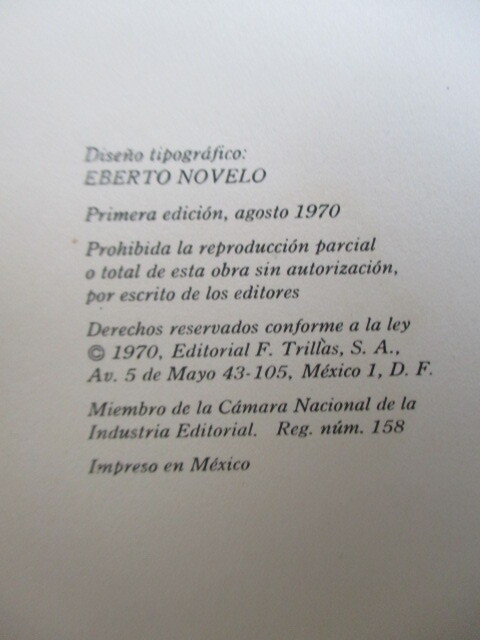 Diseño tipográfico:
EBERTO NOVELO
Primera edición, agosto 1970
Prohibida la reproducción parcial
o total de esta obra sin autorización,
por escrito de los editores
Derechos reservados conforme a la ley
© 1970, Editorial F. Trillas, S. A.,
Av. 5 de Mayo 43-105, México 1, D. F.
Miembro de la Cámara Nacional de la
Industria Editorial. Reg. núm. 158
Impreso en México